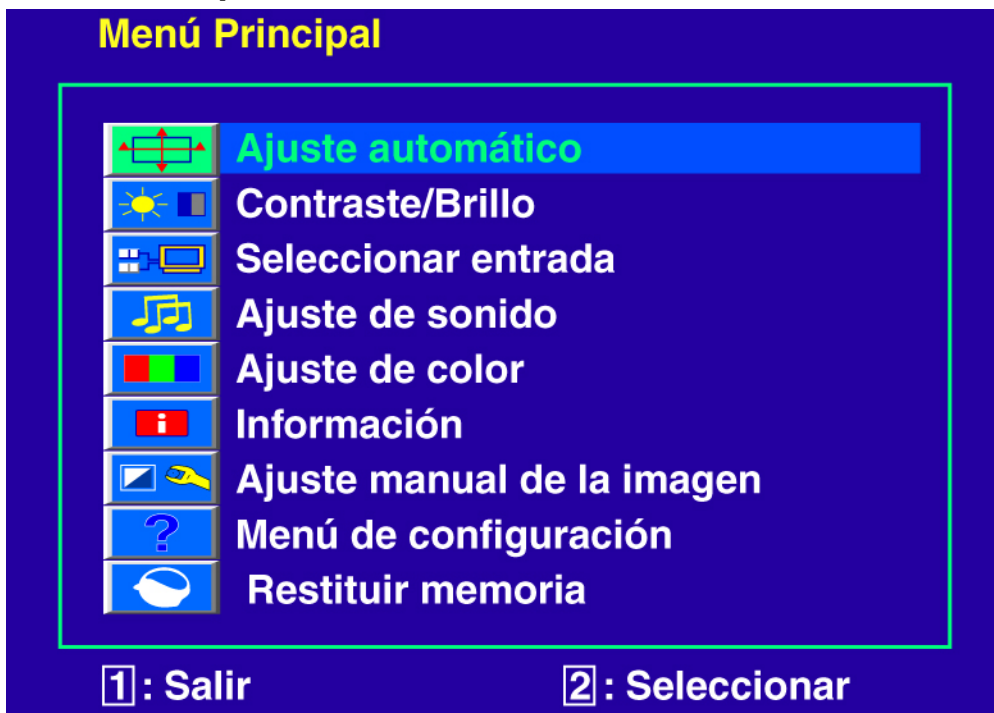 Menú Principal
Ajuste automático
Contraste/Brillo
Seleccionar entrada
Ajuste de sonido
Ajuste de color
i Información
Ajuste manual de la imagen
? Menú de configuración
Restituir memoria
1: Salir 2: Seleccionar